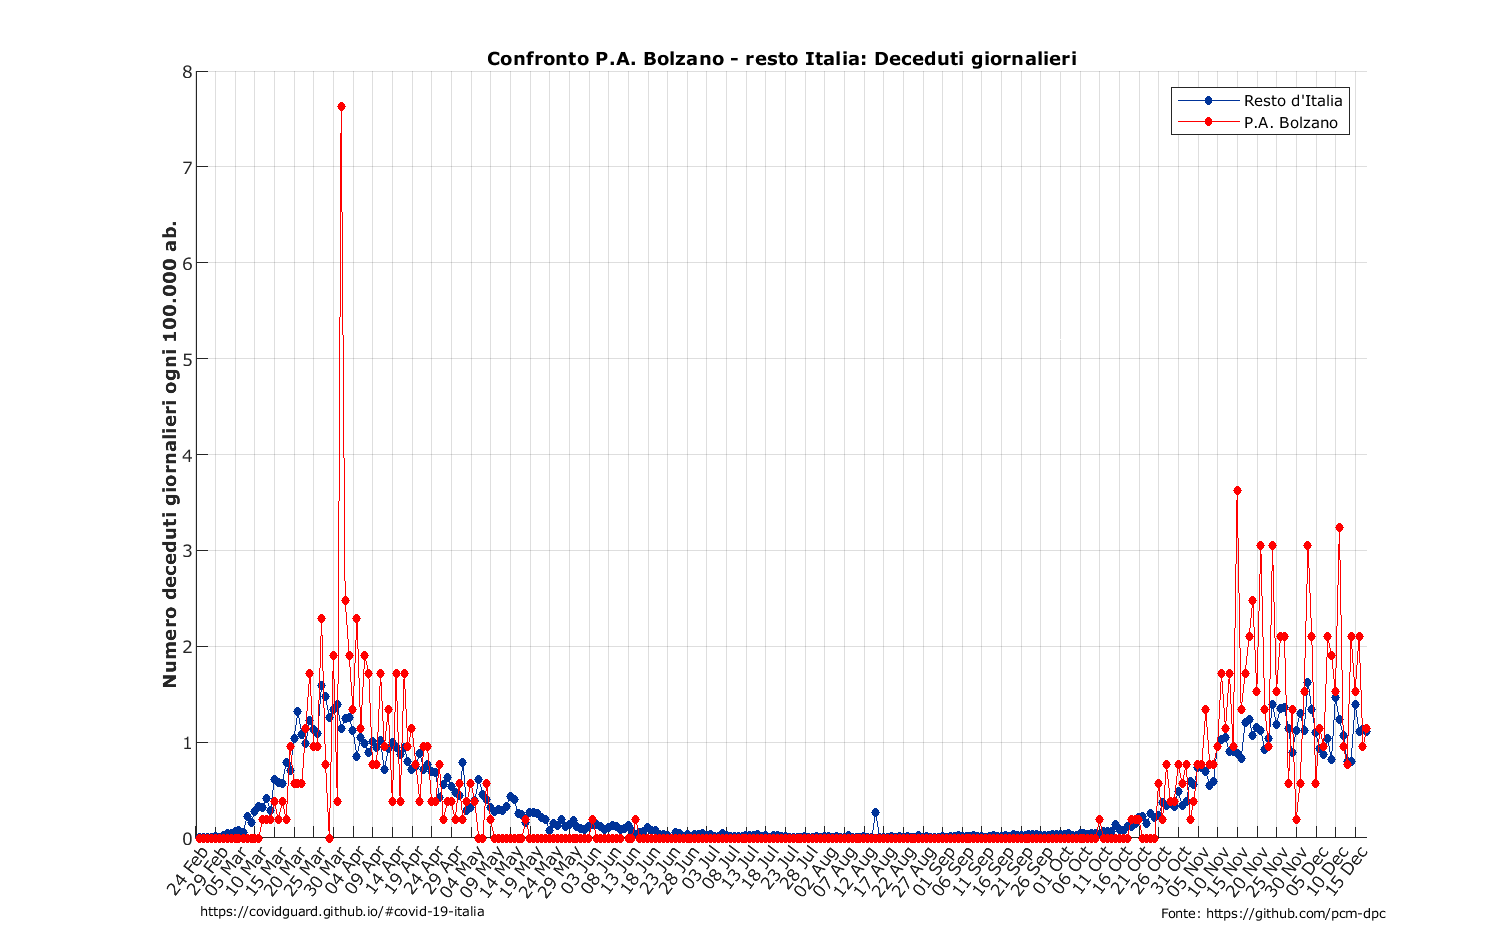 Confronto P.A. Bolzano - resto Italia: Deceduti giornalieri
Resto d'Italia
P.A. Bolzano
Numero deceduti giornalieri ogni 100.000 ab.
8
7
6
5
4
3
2
1
0
24 Feb
29 Feb
05 Mar
10 Mar
15 Mar
20 Mar
25 Mar
30 Mar
04 Apr
09 Apr
14 Apr
19 Apr
24 Apr
29 Apr
04 May
09 May
14 May
19 May
24 May
29 May
03 Jun
08 Jun
13 Jun
18 Jun
23 Jun
28 Jun
03 Jul
08 Jul
13 Jul
18 Jul
23 Jul
28 Jul
02 Aug
07 Aug
12 Aug
17 Aug
22 Aug
27 Aug
01 Sep
06 Sep
11 Sep
16 Sep
21 Sep
26 Sep
01 Oct
06 Oct
11 Oct
16 Oct
21 Oct
26 Oct
31 Oct
05 Nov
10 Nov
15 Nov
20 Nov
25 Nov
30 Nov
05 Dec
10 Dec
15 Dec
https://covidguard.github.io/#covid-19-italia
Fonte: https://github.com/pcm-dpc